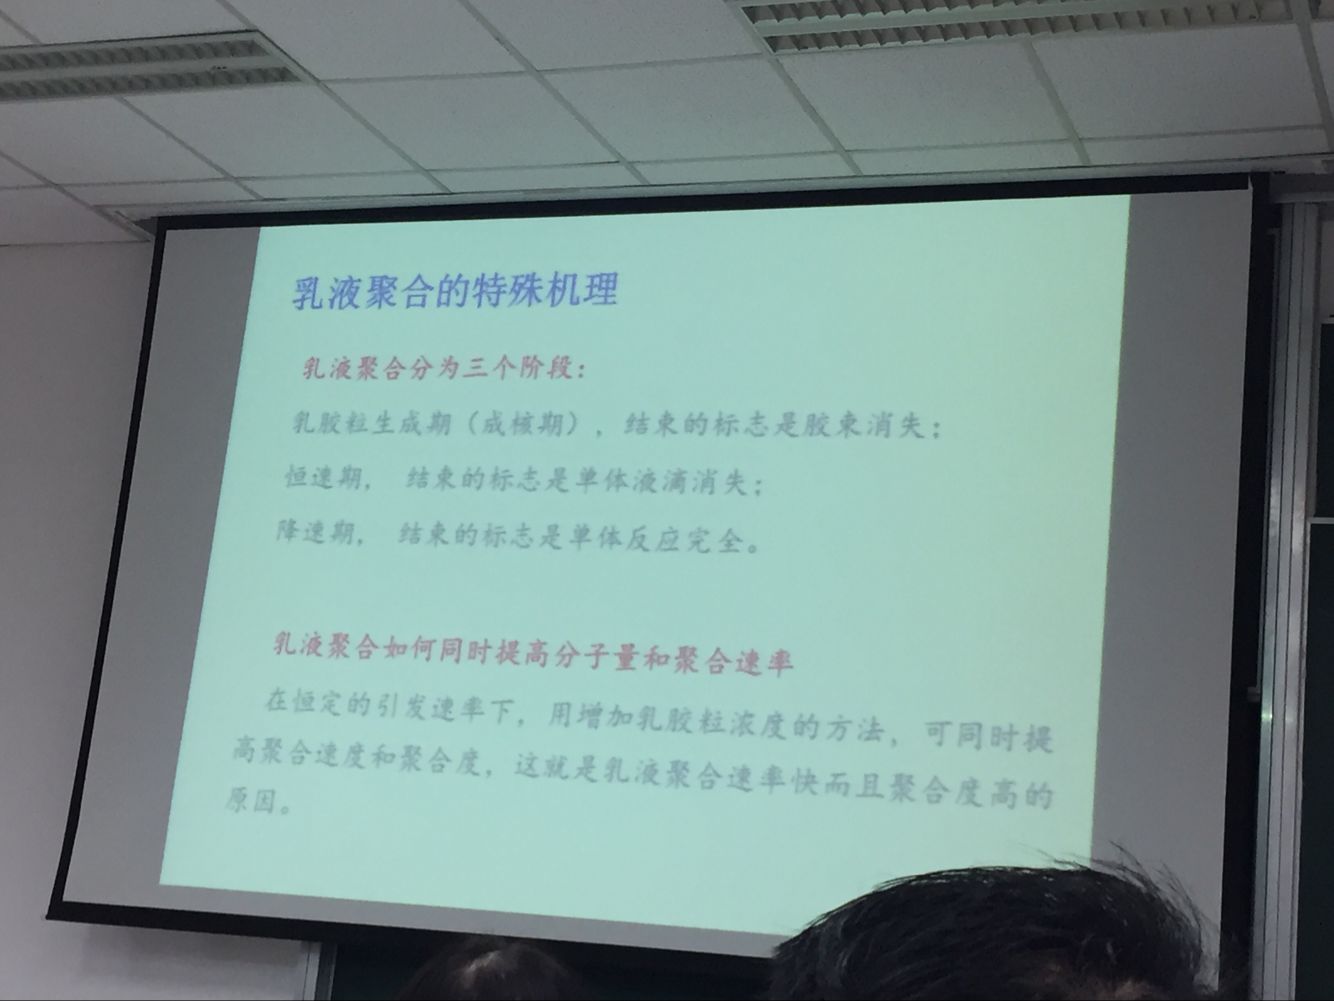 乳液聚合的特殊机理
乳液聚合分为三个阶段：
乳胶粒生成期（成核期），结束的标志是胶束消失；
恒速期， 结束的标志是单体液滴消失；
降速期， 结束的标志是单体反应完全。
乳液聚合如何同时提高分子量和聚合速率
在恒定的引发速率下，用增加乳胶粒浓度的方法，可同时提
高聚合速度和聚合度，这就是乳液聚合速率快而且聚合度高的
原因。